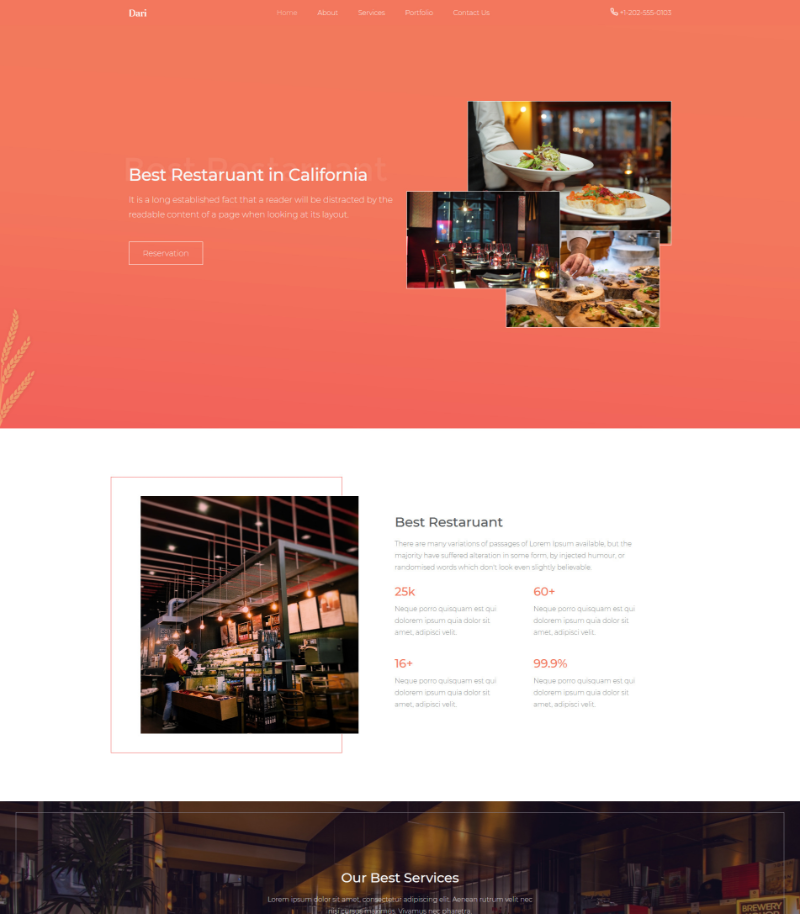 Dari
Home About Services Portfolio Contact Us
+1-202-555-0103
Best Restaruant
Best Restaruant in California
It is a long established fact that a reader will be distracted by the
readable content of a page when looking at its layout.
Reservation
Best Restaruant
There are many variations of passages of Lorem Ipsum available, but the
majority have suffered alteration in some form, by injected humour, or
randomised words which don't look even slightly believable.
25k
Neque porro quisquam est qui
dolorem ipsum quia dolor sit
amet, adipisci velit.
60+
Neque porro quisquam est qui
dolorem ipsum quia dolor sit
amet, adipisci velit.
16+
Neque porro quisquam est qui
dolorem ipsum quia dolor sit
amet, adipisci velit.
99.9%
Neque porro quisquam est qui
dolorem ipsum quia dolor sit
amet, adipisci velit.
Our Best Services
Lorem ipsum dolor sit amet, consectetur adipiscing elit. Aenean rutrum velit nec
nisl cursus maximus. Vivamus nec pharetra.
BREWERY